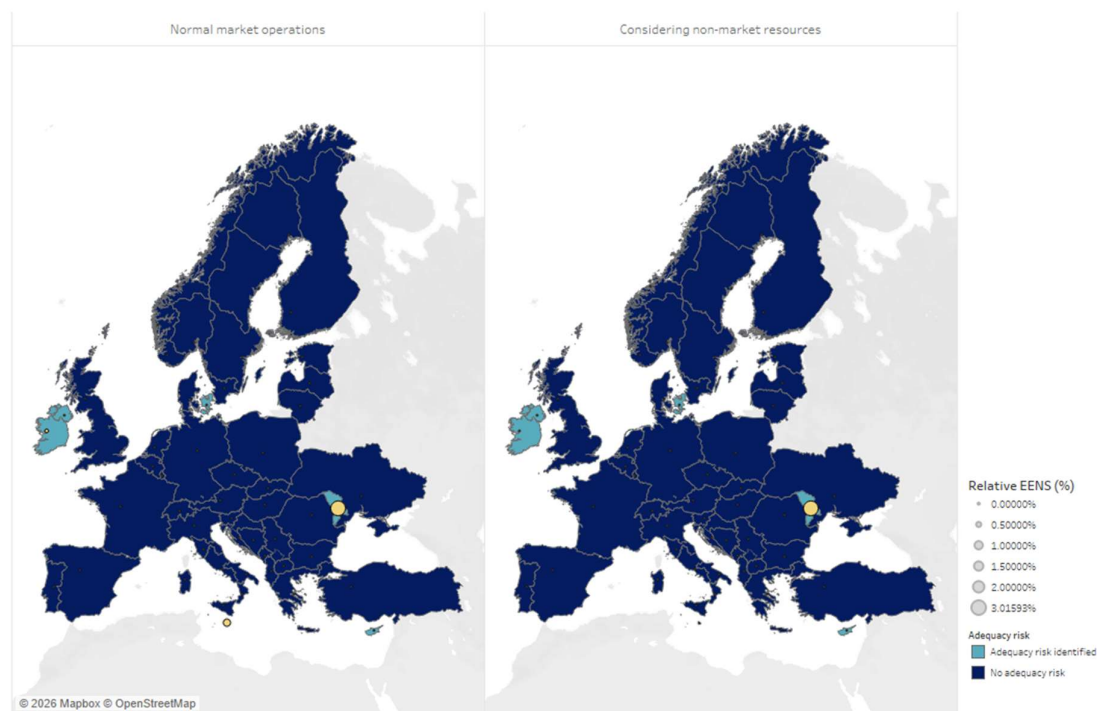 Normal market operations
Considering non-market resources
Relative EENS (%)
0.00000%
0.50000%
1.00000%
1.50000%
2.00000%
3.01593%
Adequacy risk
Adequacy risk identified
No adequacy risk
© 2026 Mapbox © OpenStreetMap